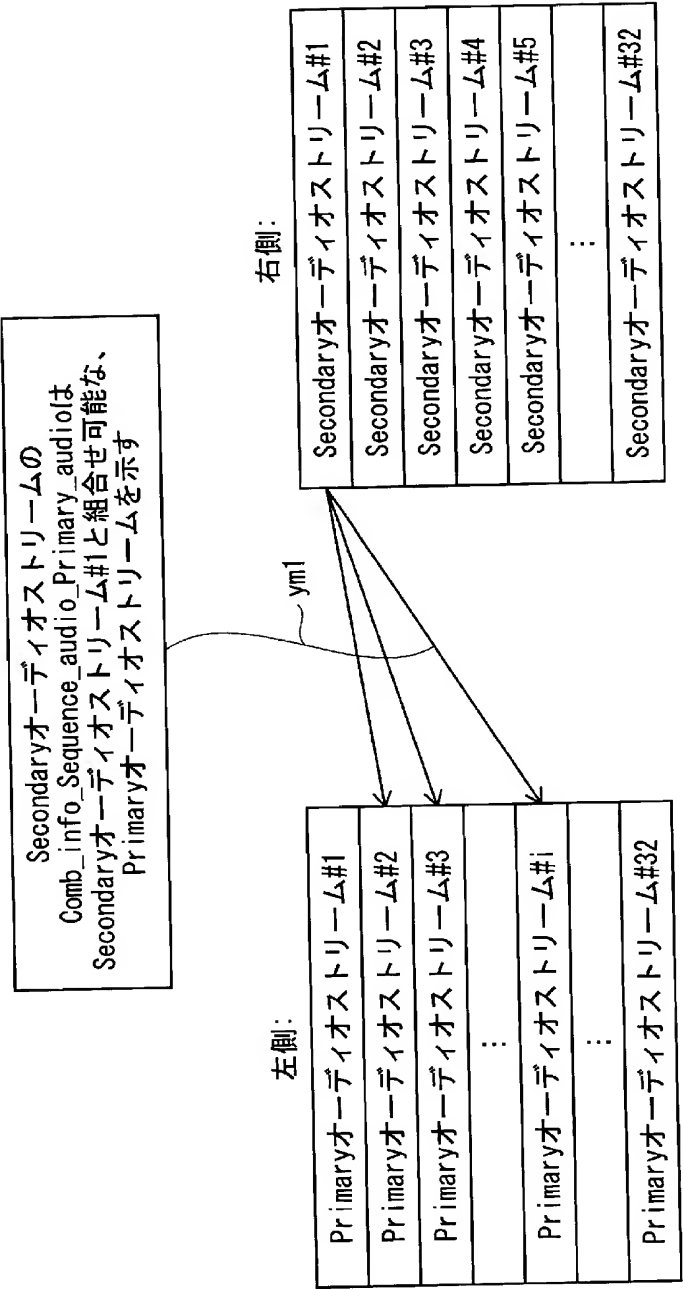 Secondaryオーディオストリームの
Comb_info_Sequence_audio_Primary_audioは
Secondaryオーディオストリーム#1と組合せ可能な、
Primaryオーディオストリームを示す
ym1
左側:
Primaryオーディオストリーム#1
Primaryオーディオストリーム#2
Primaryオーディオストリーム#3
…
Primaryオーディオストリーム#i
…
Primaryオーディオストリーム#32
右側:
Secondaryオーディオストリーム#1
Secondaryオーディオストリーム#2
Secondaryオーディオストリーム#3
Secondaryオーディオストリーム#4
Secondaryオーディオストリーム#5
…
Secondaryオーディオストリーム#32